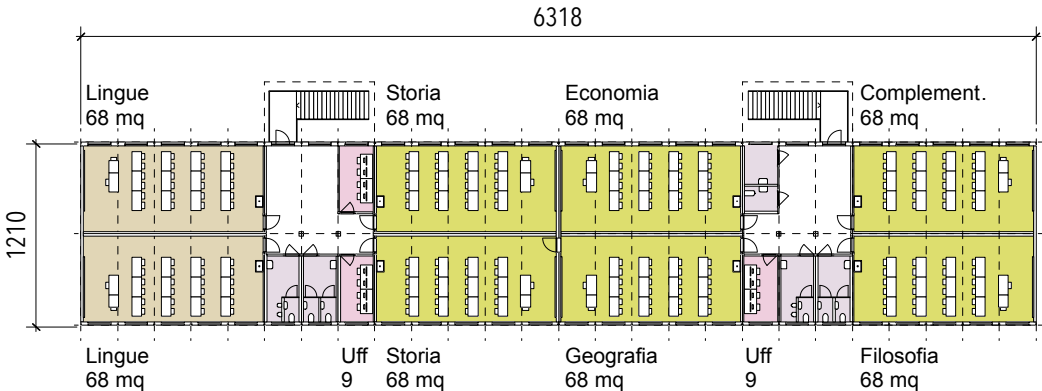 6318
1210
Lingue
68 mq
Storia
68 mq
Economia
68 mq
Complement.
68 mq
Lingue
68 mq
Uff
9
Storia
68 mq
Geografia
68 mq
Uff
9
Filosofia
68 mq